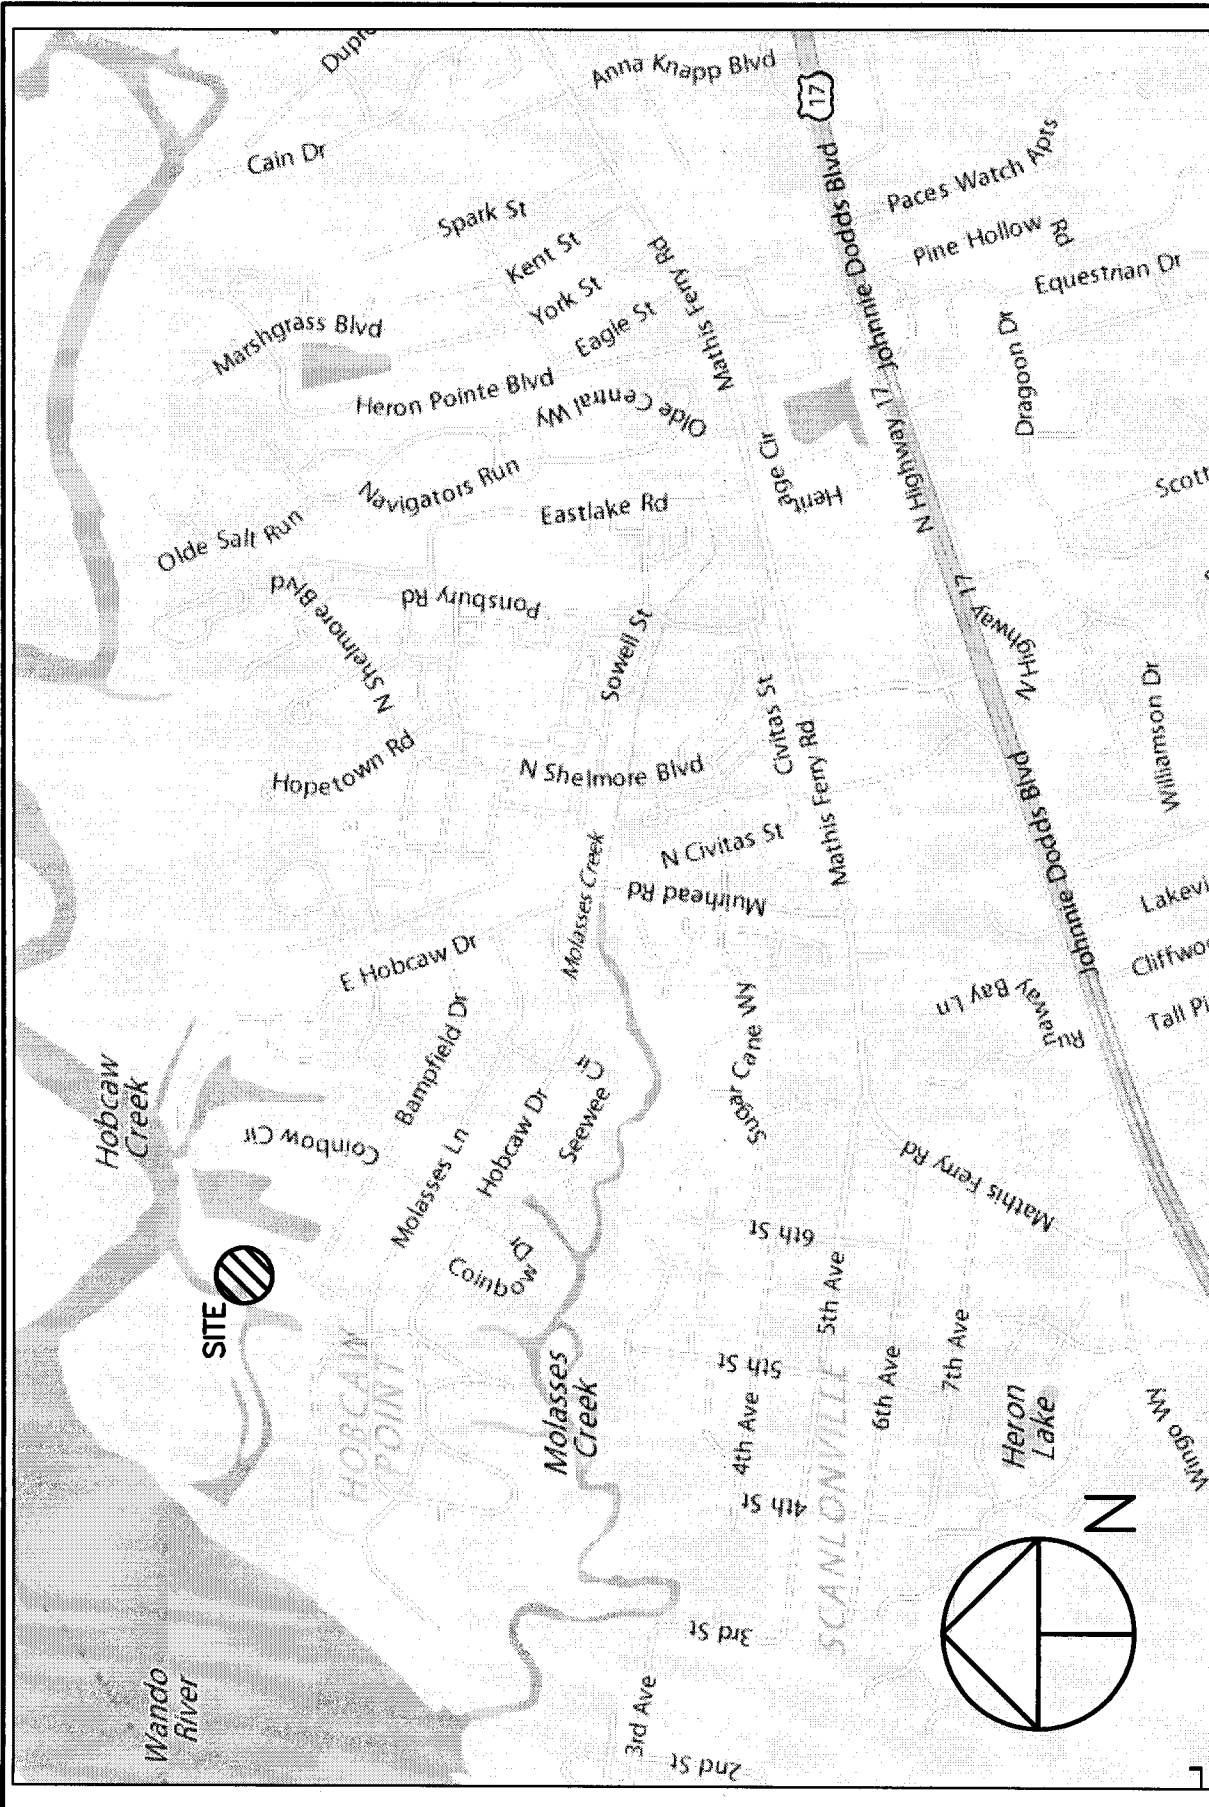 Wando
River
Hobcaw
Creek
SITE
Cain Dr
Anna Knapp Blvd
17
Spark St
Kent St
York St
Eagle St
Mathis Ferry Rd
Johnnie Dodds Blvd
Paces Watch Apts
Pine Hollow
Rd
Equestrian Dr
Dragoon Dr
Marshgrass Blvd
Heron Pointe Blvd
Olde Central Wy
Navigators Run
Olde Salt Run
Eastlake Rd
Heritage Cir
N Highway 17
Johnnie Dodds Blvd
N Shelmore Blvd
Ponsbury Rd
Sowell St
N Highway 17
Williamson Dr
Hopetown Rd
N Shelmore Blvd
Civitas St
Mathis Ferry Rd
N Civitas St
Muirhead Rd
Molasses Creek
E Hobcaw Dr
Bampfield Dr
Coinbow Cir
Molasses Ln
Hobcaw Dr
Seewee Cir
Coinbow Dr
Sugar Cane Wy
Runaway Bay Ln
Mathis Ferry Rd
6th St
5th St
4th St
3rd St
2nd St
3rd Ave
4th Ave
5th Ave
6th Ave
7th Ave
HOBCAW
POINT
Molasses
Creek
SCANLONVILLE
Heron
Lake
Wingo Wy
N